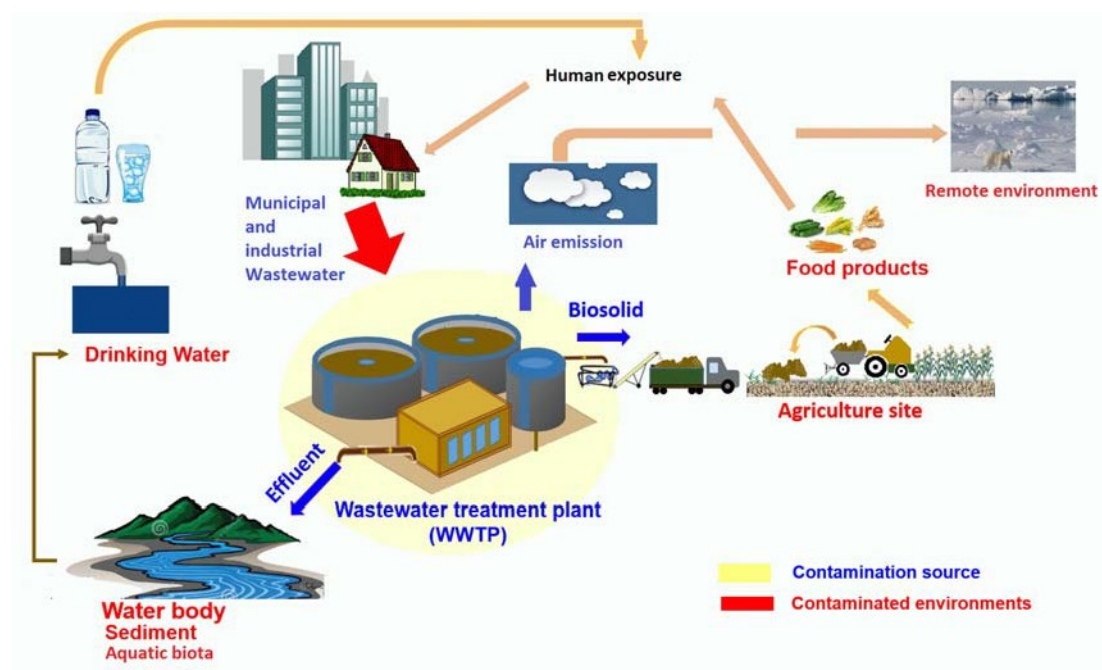 Human exposure
Municipal
and
industrial
Wastewater
Air emission
Remote environment
Food products
Biosolid
Drinking Water
Agriculture site
Effluent
Wastewater treatment plant
(WWTP)
Water body
Sediment
Aquatic biota
Contamination source
Contaminated environments